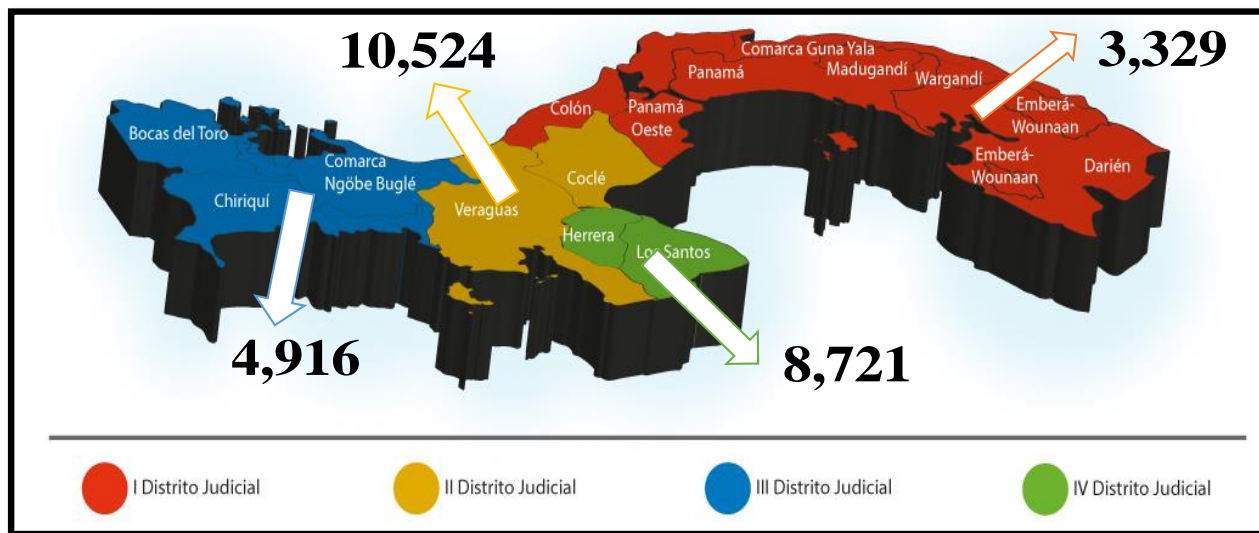 10,524
3,329
Comarca Guna Yala
Panamá
Madugandí
Wargandí
Colón
Panamá
Oeste
Emberá-
Wounaan
Bocas del Toro
Comarca
Ngöbe Buglé
Coclé
Emberá-
Wounaan
Darién
Chiriquí
Veraguas
Herrera
Los Santos
4,916
8,721
I Distrito Judicial
II Distrito Judicial
III Distrito Judicial
IV Distrito Judicial